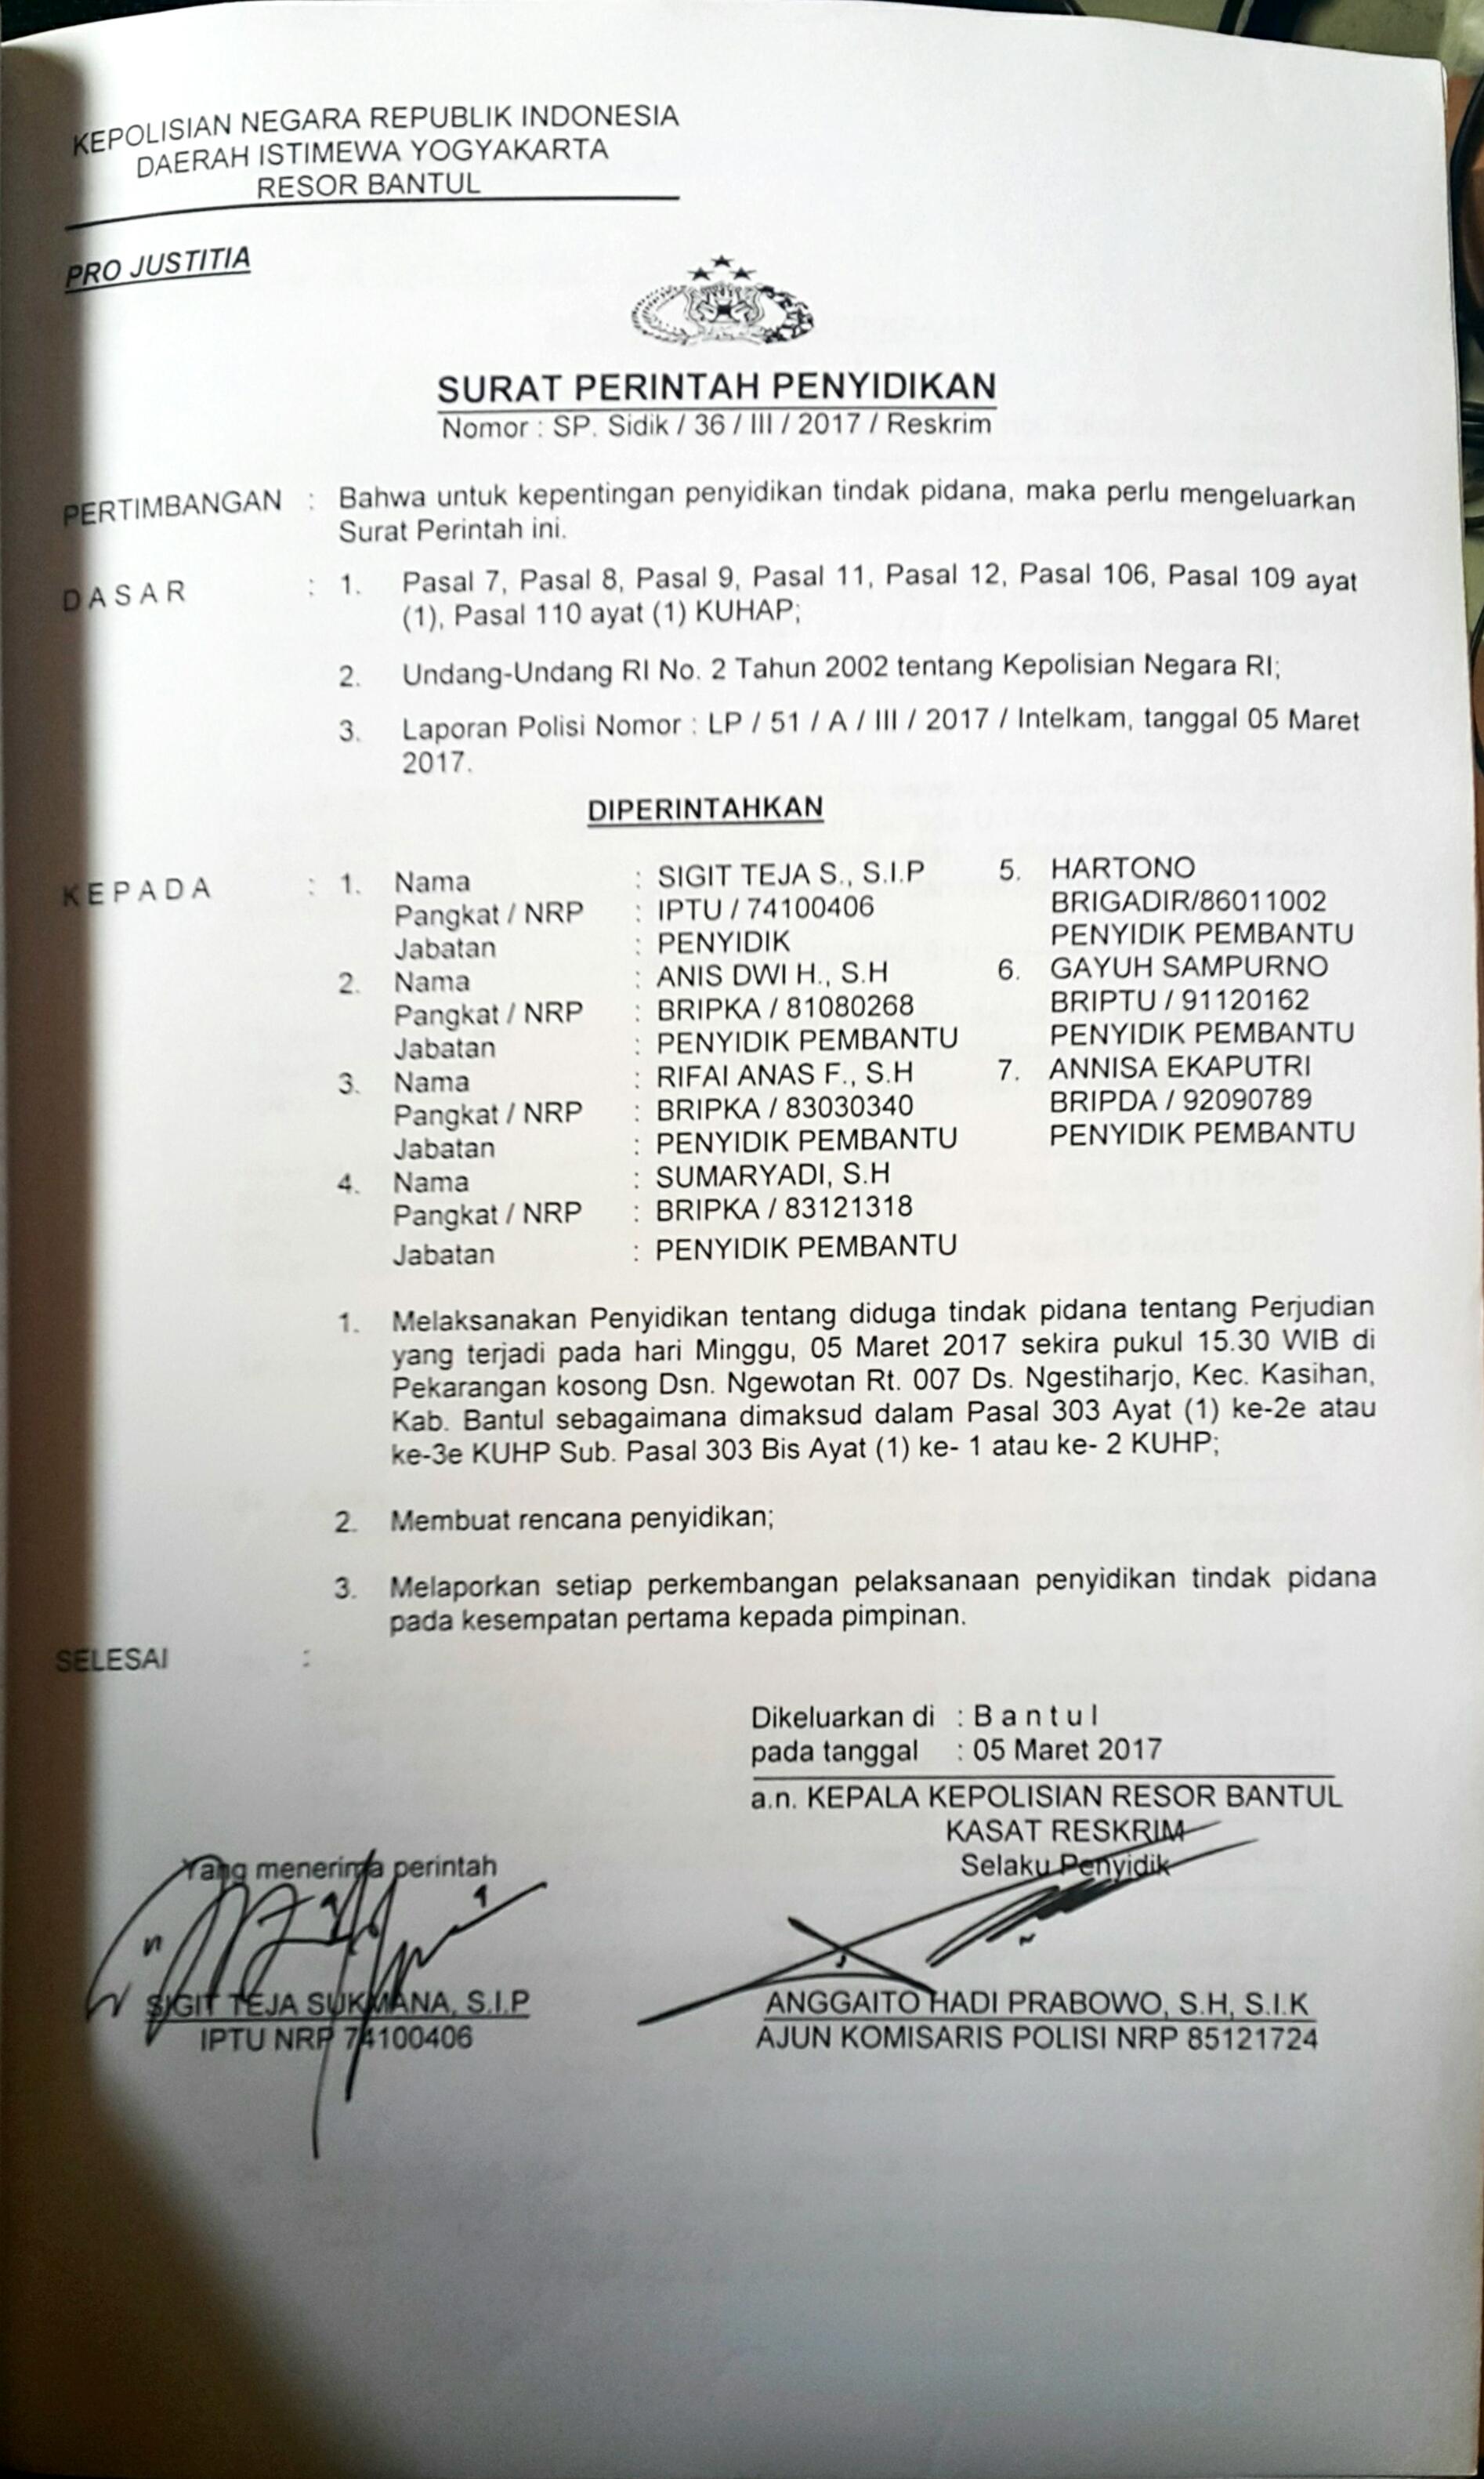 KEPOLISIAN NEGARA REPUBLIK INDONESIA
DAERAH ISTIMEWA YOGYAKARTA
RESOR BANTUL
PRO JUSTITIA
SURAT PERINTAH PENYIDIKAN
Nomor : SP. Sidik / 36 / III / 2017 / Reskrim
PERTIMBANGAN : Bahwa untuk kepentingan penyidikan tindak pidana, maka perlu mengeluarkan
Surat Perintah ini.
D A S A R : 1. Pasal 7, Pasal 8, Pasal 9, Pasal 11, Pasal 12, Pasal 106, Pasal 109 ayat
(1), Pasal 110 ayat (1) KUHAP;
2. Undang-Undang RI No. 2 Tahun 2002 tentang Kepolisian Negara RI;
3. Laporan Polisi Nomor : LP / 51 / A / III / 2017 / Intelkam, tanggal 05 Maret
2017.
DIPERINTAHKAN
K E P A D A : 1. Nama : SIGIT TEJA S., S.I.P
Pangkat / NRP : IPTU / 74100406
Jabatan : PENYIDIK
2. Nama : ANIS DWI H., S.H
Pangkat / NRP : BRIPKA / 81080268
Jabatan : PENYIDIK PEMBANTU
3. Nama : RIFAI ANAS F., S.H
Pangkat / NRP : BRIPKA / 83030340
Jabatan : PENYIDIK PEMBANTU
4. Nama : SUMARYADI, S.H
Pangkat / NRP : BRIPKA / 83121318
Jabatan : PENYIDIK PEMBANTU
5. HARTONO
BRIGADIR/86011002
PENYIDIK PEMBANTU
6. GAYUH SAMPURNO
BRIPTU / 91120162
PENYIDIK PEMBANTU
7. ANNISA EKAPUTRI
BRIPDA / 92090789
PENYIDIK PEMBANTU
1. Melaksanakan Penyidikan tentang diduga tindak pidana tentang Perjudian
yang terjadi pada hari Minggu, 05 Maret 2017 sekira pukul 15.30 WIB di
Pekarangan kosong Dsn. Ngewotan Rt. 007 Ds. Ngestiharjo, Kec. Kasihan,
Kab. Bantul sebagaimana dimaksud dalam Pasal 303 Ayat (1) ke-2e atau
ke-3e KUHP Sub. Pasal 303 Bis Ayat (1) ke- 1 atau ke- 2 KUHP;
2. Membuat rencana penyidikan;
3. Melaporkan setiap perkembangan pelaksanaan penyidikan tindak pidana
pada kesempatan pertama kepada pimpinan.
SELESAI :
Dikeluarkan di : B a n t u l
pada tanggal : 05 Maret 2017
a.n. KEPALA KEPOLISIAN RESOR BANTUL
KASAT RESKRIM
Selaku Penyidik
ANGGAITO HADI PRABOWO, S.H, S.I.K
AJUN KOMISARIS POLISI NRP 85121724
Yang menerima perintah
SIGIT TEJA SUKMANA, S.I.P
IPTU NRP 74100406